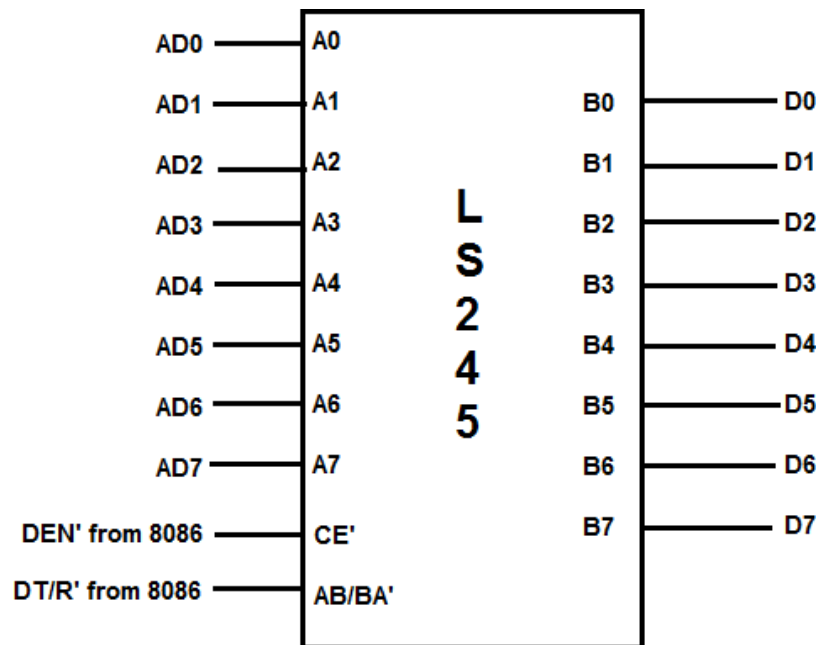 AD0 A0
AD1 A1 B0 D0
AD2 A2 B1 D1
AD3 A3 B2 D2
AD4 A4 B3 D3
AD5 A5 B4 D4
AD6 A6 B5 D5
AD7 A7 B6 D6
DEN' from 8086 CE' B7 D7
DT/R' from 8086 AB/BA'
L
S
2
4
5